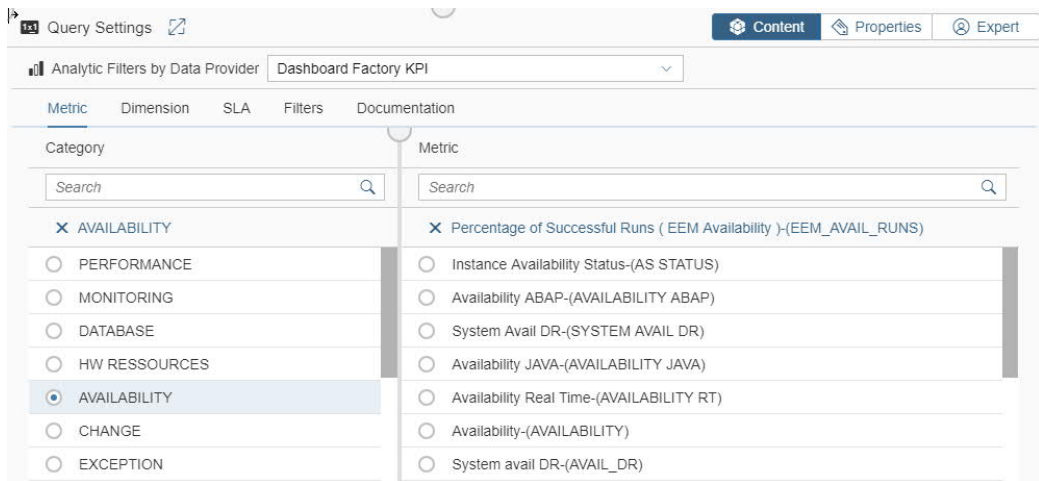 1x1 Query Settings
Content Properties Expert
Analytic Filters by Data Provider Dashboard Factory KPI
Metric Dimension SLA Filters Documentation
Category Metric
Search Search
AVAILABILITY Percentage of Successful Runs ( EEM Availability )-(EEM_AVAIL_RUNS)
PERFORMANCE Instance Availability Status-(AS STATUS)
MONITORING Availability ABAP-(AVAILABILITY ABAP)
DATABASE System Avail DR-(SYSTEM AVAIL DR)
HW RESSOURCES Availability JAVA-(AVAILABILITY JAVA)
AVAILABILITY Availability Real Time-(AVAILABILITY RT)
CHANGE Availability-(AVAILABILITY)
EXCEPTION System avail DR-(AVAIL_DR)